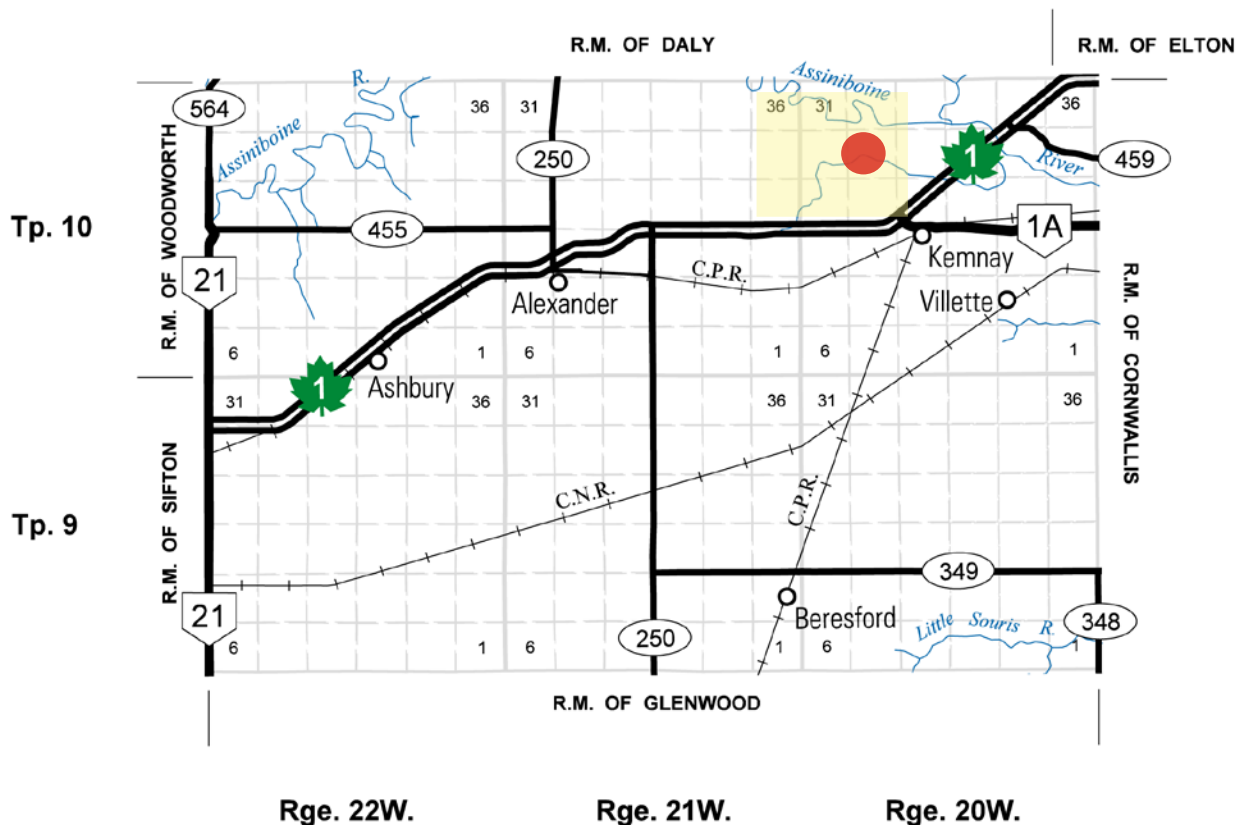 R.M. OF DALY
R.M. OF ELTON
564
R.
36
31
Assiniboine
36
31
36
R.M. OF WOODWORTH
Assiniboine
250
1
River
459
Tp. 10
455
1A
21
Kemnay
C.P.R.
Alexander
Villette
R.M. OF CORNWALLIS
6
1
6
1
6
1
1
Ashbury
31
36
31
36
31
36
R.M. OF SIFTON
C.N.R.
C.P.R.
Tp. 9
349
21
Beresford
250
Little Souris R.
348
6
1
6
1
6
1
R.M. OF GLENWOOD
Rge. 22W.
Rge. 21W.
Rge. 20W.